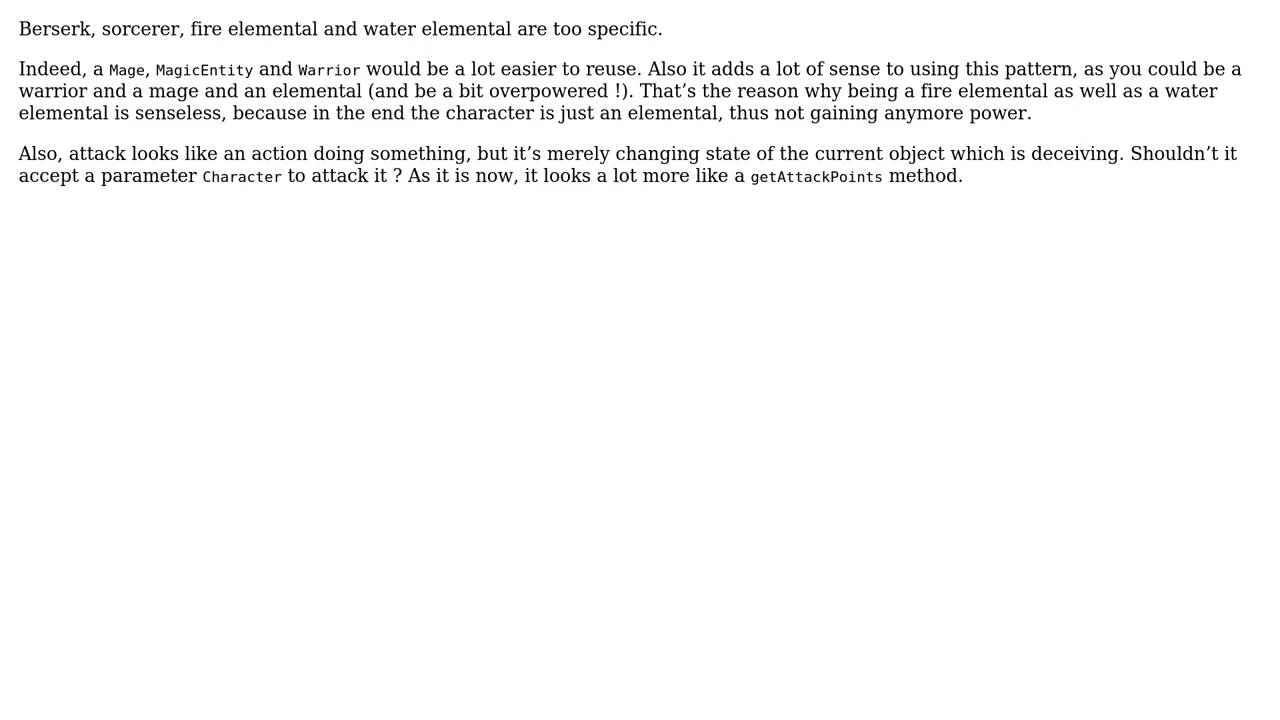 Berserk, sorcerer, fire elemental and water elemental are too specific.
Indeed, a Mage, MagicEntity and Warrior would be a lot easier to reuse. Also it adds a lot of sense to using this pattern, as you could be a
warrior and a mage and an elemental (and be a bit overpowered !). That’s the reason why being a fire elemental as well as a water
elemental is senseless, because in the end the character is just an elemental, thus not gaining anymore power.
Also, attack looks like an action doing something, but it’s merely changing state of the current object which is deceiving. Shouldn’t it
accept a parameter Character to attack it ? As it is now, it looks a lot more like a getAttackPoints method.